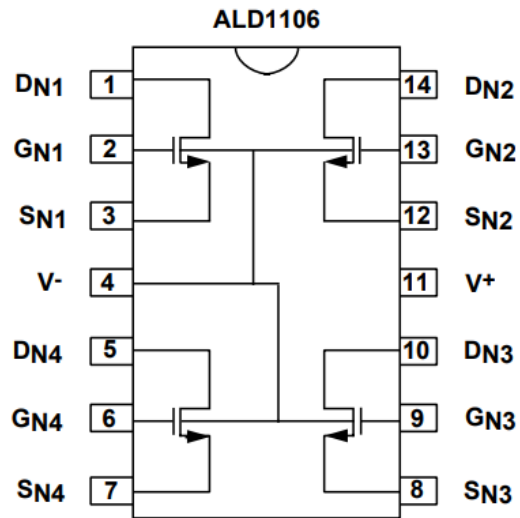 ALD1106
DN1 1 14 DN2
GN1 2 13 GN2
SN1 3 12 SN2
V- 4 11 V+
DN4 5 10 DN3
GN4 6 9 GN3
SN4 7 8 SN3